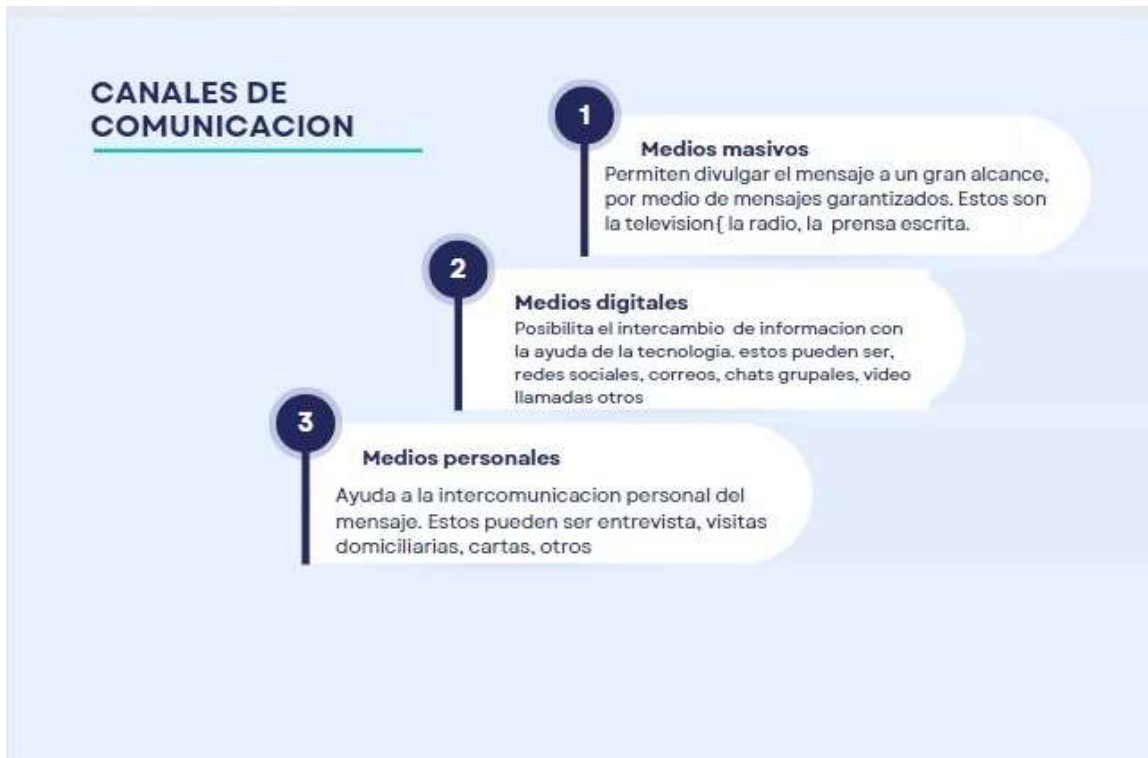 CANALES DE
COMUNICACION
1
Medios masivos
Permiten divulgar el mensaje a un gran alcance,
por medio de mensajes garantizados. Estos son
la television{ la radio, la prensa escrita.
2
Medios digitales
Posibilita el intercambio de informacion con
la ayuda de la tecnologia. estos pueden ser,
redes sociales, correos, chats grupales, video
llamadas otros
3
Medios personales
Ayuda a la intercomunicacion personal del
mensaje. Estos pueden ser entrevista, visitas
domiciliarias, cartas, otros